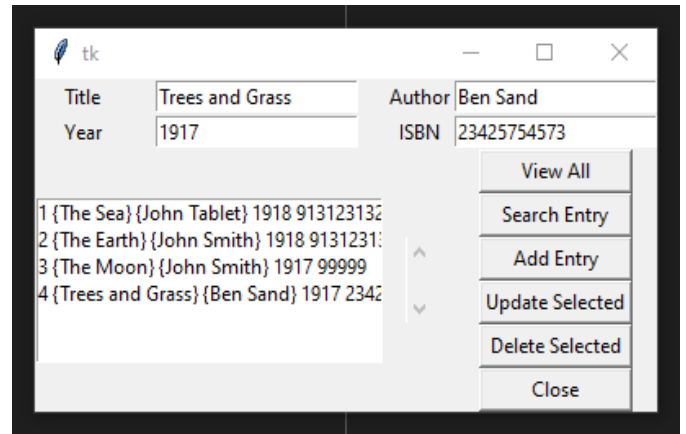 tk
Title Trees and Grass Author Ben Sand
Year 1917 ISBN 23425754573
View All
1 {The Sea} {John Tablet} 1918 913123132
Search Entry
2 {The Earth} {John Smith} 1918 9131231
3 {The Moon} {John Smith} 1917 99999
Add Entry
4 {Trees and Grass} {Ben Sand} 1917 2342
Update Selected
Delete Selected
Close